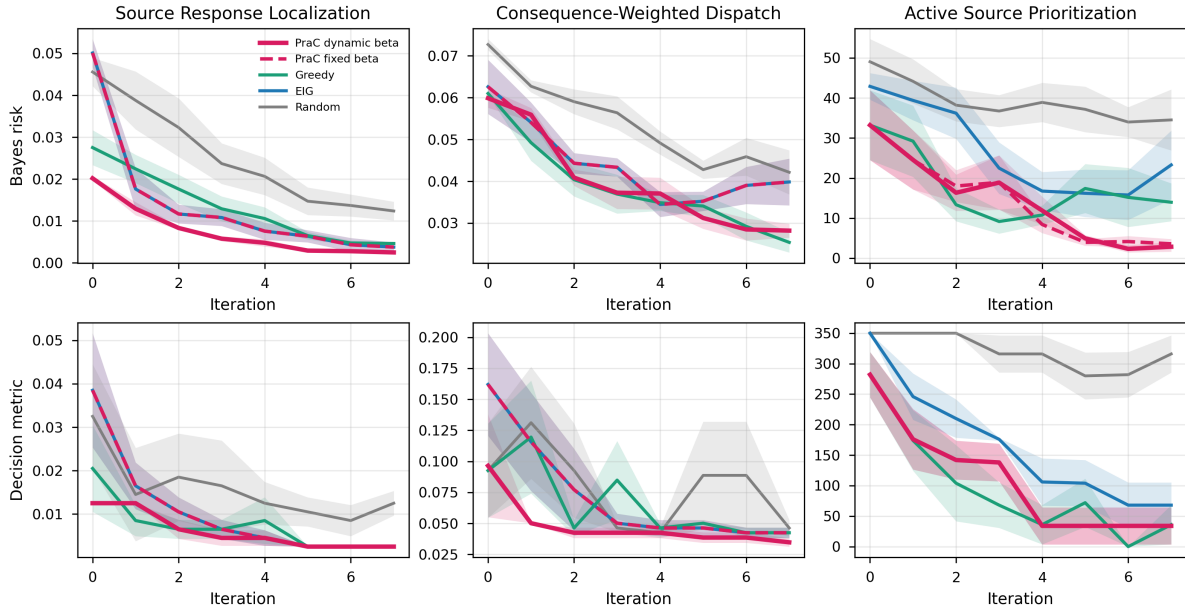 Source Response Localization
Consequence-Weighted Dispatch
Active Source Prioritization
Bayes risk
0.05
0.04
0.03
0.02
0.01
0.00
PraC dynamic beta
PraC fixed beta
Greedy
EIG
Random
0 2 4 6
Iteration
0.07
0.06
0.05
0.04
0.03
0 2 4 6
Iteration
50
40
30
20
10
0
0 2 4 6
Iteration
Decision metric
0.05
0.04
0.03
0.02
0.01
0 2 4 6
Iteration
0.200
0.175
0.150
0.125
0.100
0.075
0.050
0.025
0 2 4 6
Iteration
350
300
250
200
150
100
50
0
0 2 4 6
Iteration